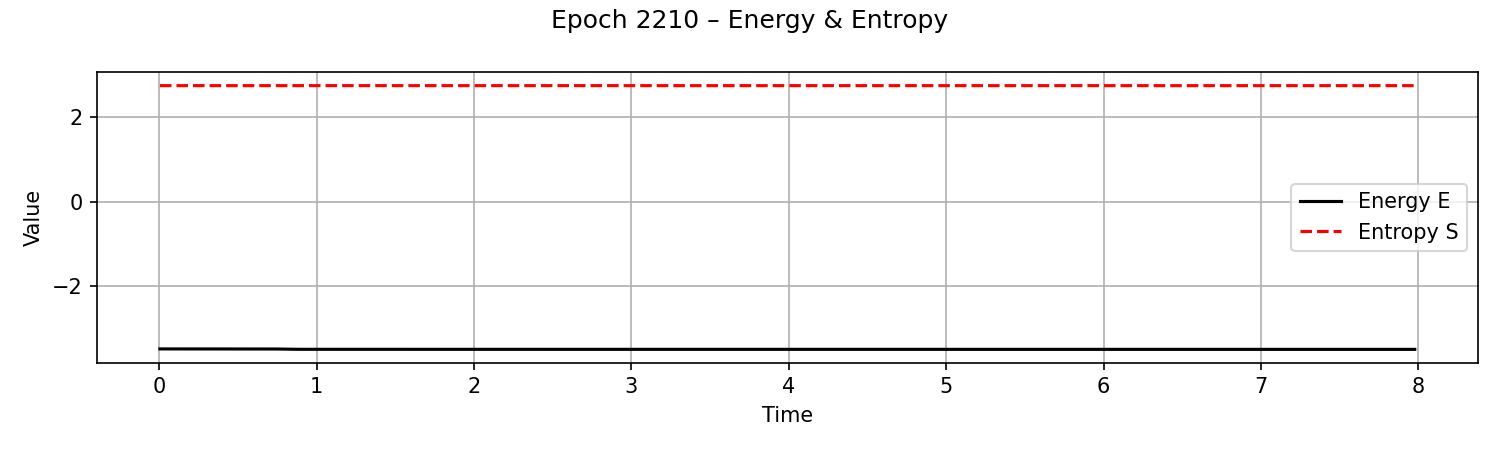 Epoch 2210 – Energy & Entropy
Value
2
0
−2
Energy E
Entropy S
0 1 2 3 4 5 6 7 8
Time